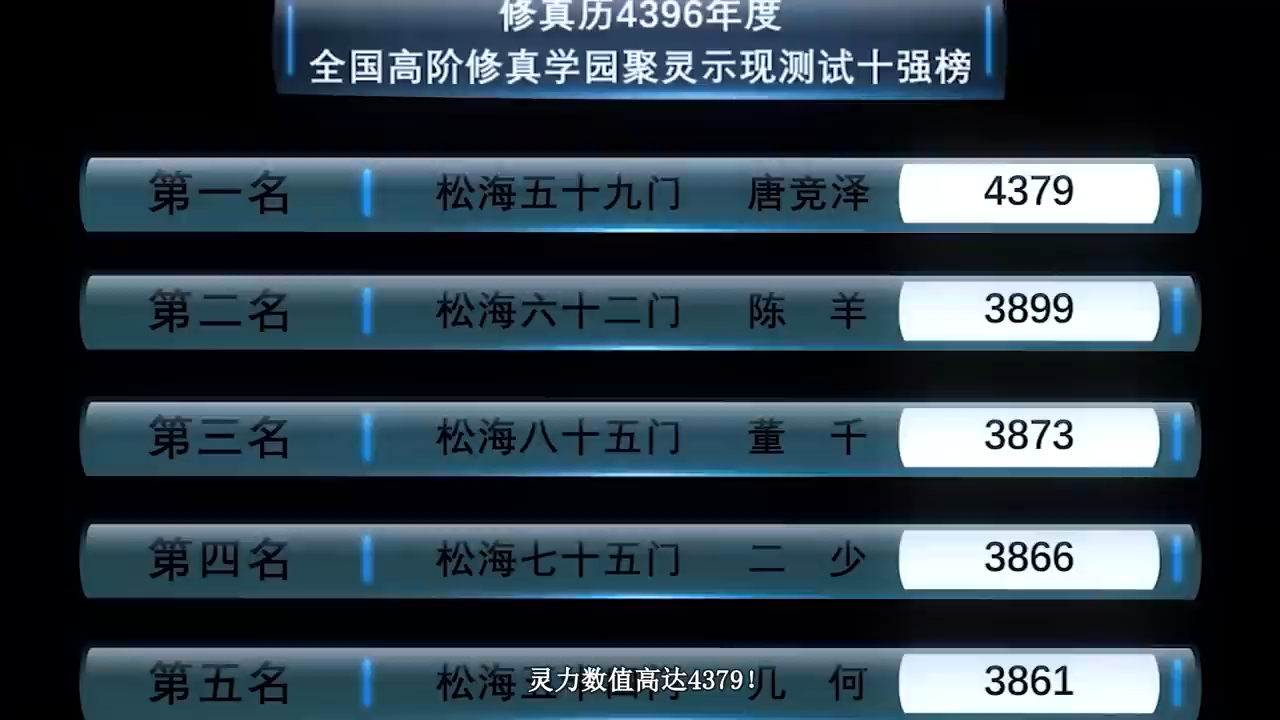 修真历4396年度
全国高阶修真学园聚灵示现测试十强榜
第一名 松海五十九门 唐竞泽 4379
第二名 松海六十二门 陈 羊 3899
第三名 松海八十五门 董 千 3873
第四名 松海七十五门 二 少 3866
第五名 松海 几 何 3861
灵力数值高达4379！